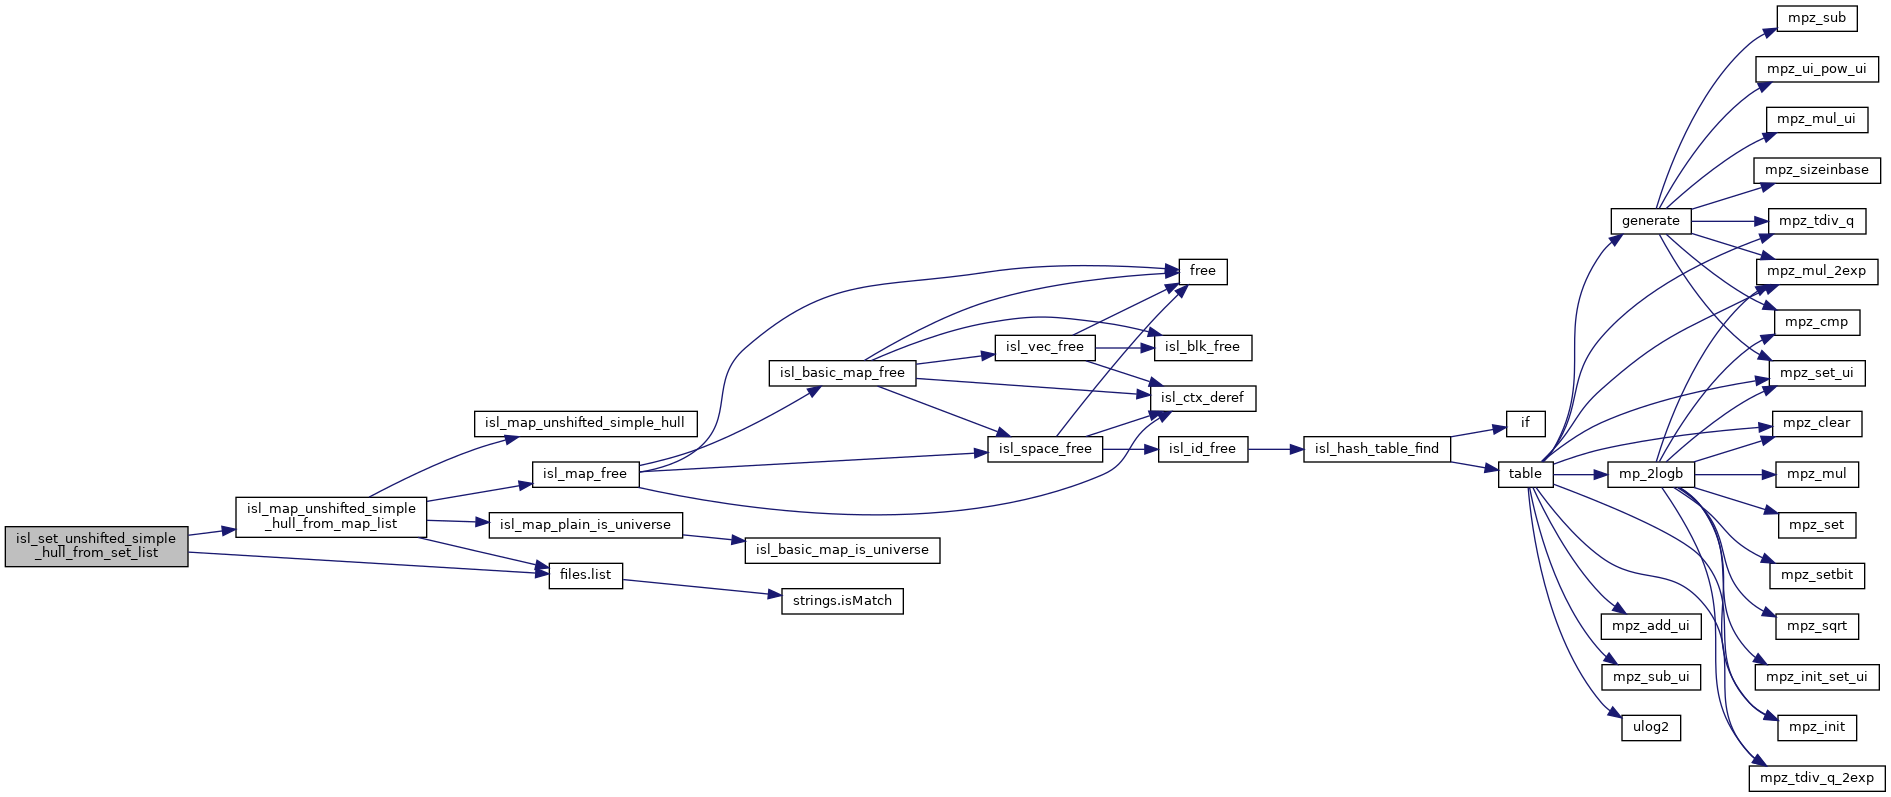 isl_set_unshifted_simple
_hull_from_set_list
isl_map_unshifted_simple
_hull_from_map_list
isl_map_unshifted_simple_hull
isl_map_free
isl_map_plain_is_universe
files.list
isl_basic_map_free
isl_basic_map_is_universe
strings.isMatch
isl_vec_free
isl_space_free
free
isl_blk_free
isl_ctx_deref
isl_id_free
isl_hash_table_find
if
table
generate
mp_2logb
mpz_add_ui
mpz_sub_ui
ulog2
mpz_sub
mpz_ui_pow_ui
mpz_mul_ui
mpz_sizeinbase
mpz_tdiv_q
mpz_mul_2exp
mpz_cmp
mpz_set_ui
mpz_clear
mpz_mul
mpz_set
mpz_setbit
mpz_sqrt
mpz_init_set_ui
mpz_init
mpz_tdiv_q_2exp